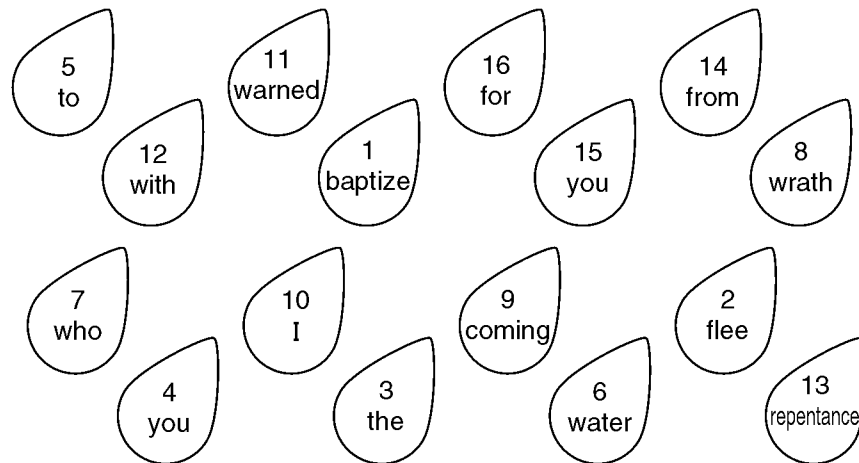 5
to
11
warned
16
for
14
from
12
with
1
baptize
15
you
8
wrath
7
who
10
I
9
coming
2
flee
4
you
3
the
6
water
13
repentance